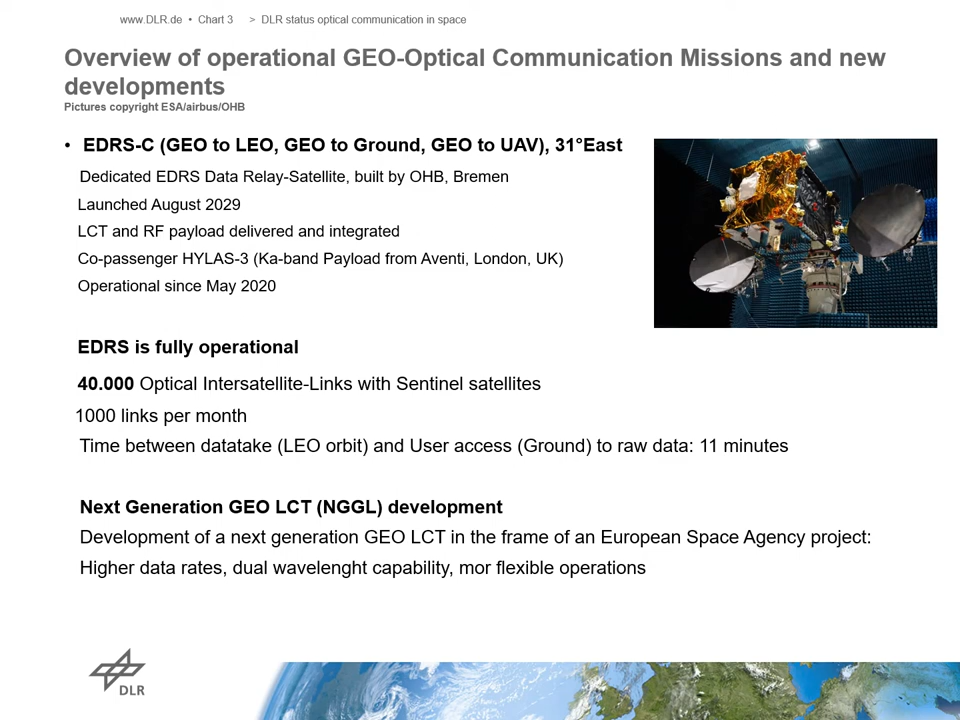 www.DLR.de • Chart 3 > DLR status optical communication in space
Overview of operational GEO-Optical Communication Missions and new
developments
Pictures copyright ESA/airbus/OHB
• EDRS-C (GEO to LEO, GEO to Ground, GEO to UAV), 31°East
Dedicated EDRS Data Relay-Satellite, built by OHB, Bremen
Launched August 2029
LCT and RF payload delivered and integrated
Co-passenger HYLAS-3 (Ka-band Payload from Aventi, London, UK)
Operational since May 2020
EDRS is fully operational
40.000 Optical Intersatellite-Links with Sentinel satellites
1000 links per month
Time between datatake (LEO orbit) and User access (Ground) to raw data: 11 minutes
Next Generation GEO LCT (NGGL) development
Development of a next generation GEO LCT in the frame of an European Space Agency project:
Higher data rates, dual wavelenght capability, mor flexible operations
DLR